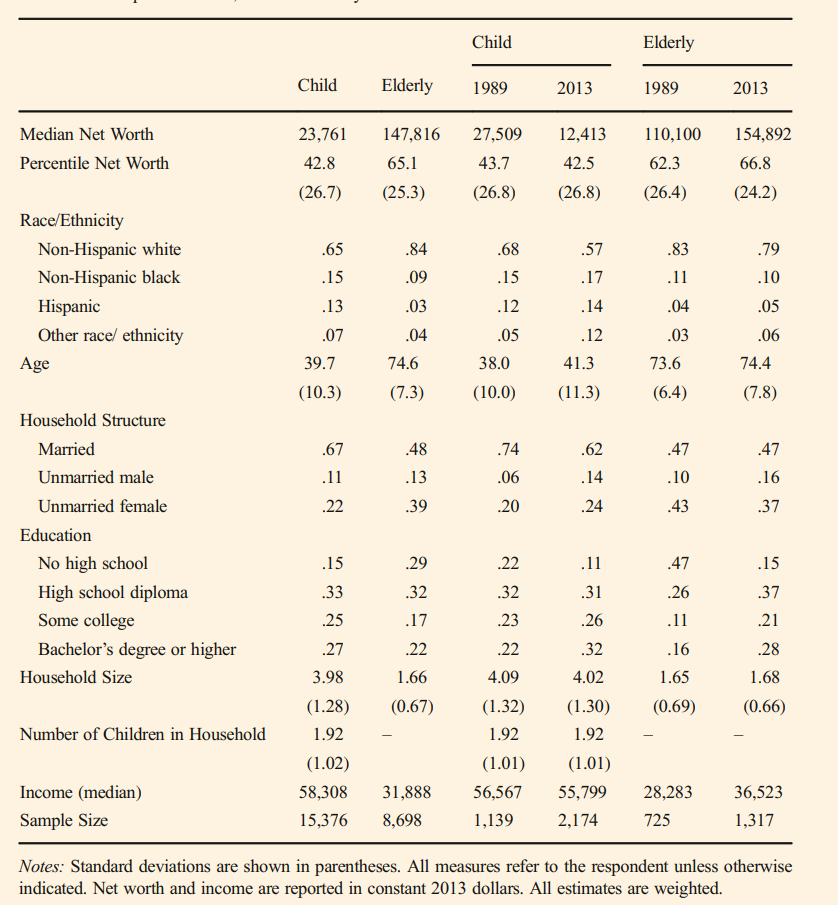 Child Elderly
Child Elderly 1989 2013 1989 2013
Median Net Worth 23,761 147,816 27,509 12,413 110,100 154,892
Percentile Net Worth 42.8 65.1 43.7 42.5 62.3 66.8
(26.7) (25.3) (26.8) (26.8) (26.4) (24.2)
Race/Ethnicity
Non-Hispanic white .65 .84 .68 .57 .83 .79
Non-Hispanic black .15 .09 .15 .17 .11 .10
Hispanic .13 .03 .12 .14 .04 .05
Other race/ ethnicity .07 .04 .05 .12 .03 .06
Age 39.7 74.6 38.0 41.3 73.6 74.4
(10.3) (7.3) (10.0) (11.3) (6.4) (7.8)
Household Structure
Married .67 .48 .74 .62 .47 .47
Unmarried male .11 .13 .06 .14 .10 .16
Unmarried female .22 .39 .20 .24 .43 .37
Education
No high school .15 .29 .22 .11 .47 .15
High school diploma .33 .32 .32 .31 .26 .37
Some college .25 .17 .23 .26 .11 .21
Bachelor's degree or higher .27 .22 .22 .32 .16 .28
Household Size 3.98 1.66 4.09 4.02 1.65 1.68
(1.28) (0.67) (1.32) (1.30) (0.69) (0.66)
Number of Children in Household 1.92 – 1.92 1.92 – –
(1.02) (1.01) (1.01)
Income (median) 58,308 31,888 56,567 55,799 28,283 36,523
Sample Size 15,376 8,698 1,139 2,174 725 1,317
Notes: Standard deviations are shown in parentheses. All measures refer to the respondent unless otherwise
indicated. Net worth and income are reported in constant 2013 dollars. All estimates are weighted.